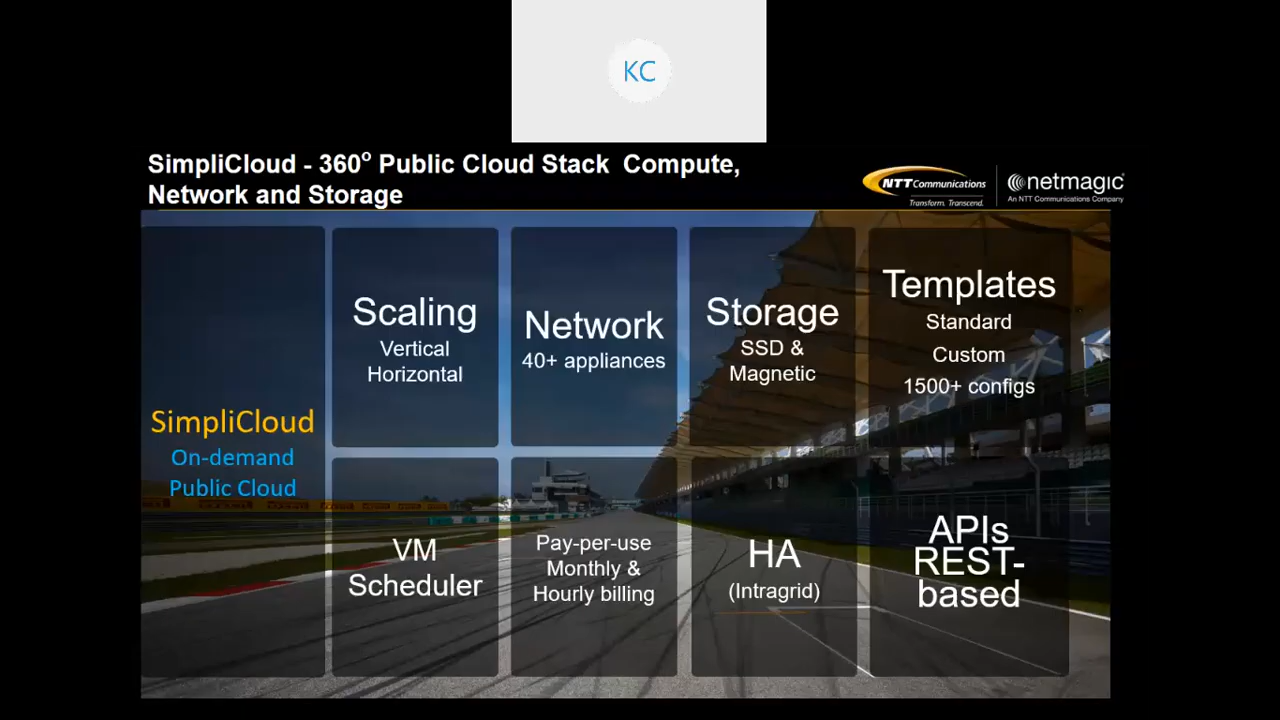 KC
SimpliCloud - 360° Public Cloud Stack Compute,
Network and Storage
NTT Communications
Transform. Transcend.
netmagic
An NTT Communications Company
SimpliCloud
On-demand
Public Cloud
Scaling
Vertical
Horizontal
Network
40+ appliances
Storage
SSD &
Magnetic
Templates
Standard
Custom
1500+ configs
VM
Scheduler
Pay-per-use
Monthly &
Hourly billing
HA
(Intragrid)
APIs
REST-
based